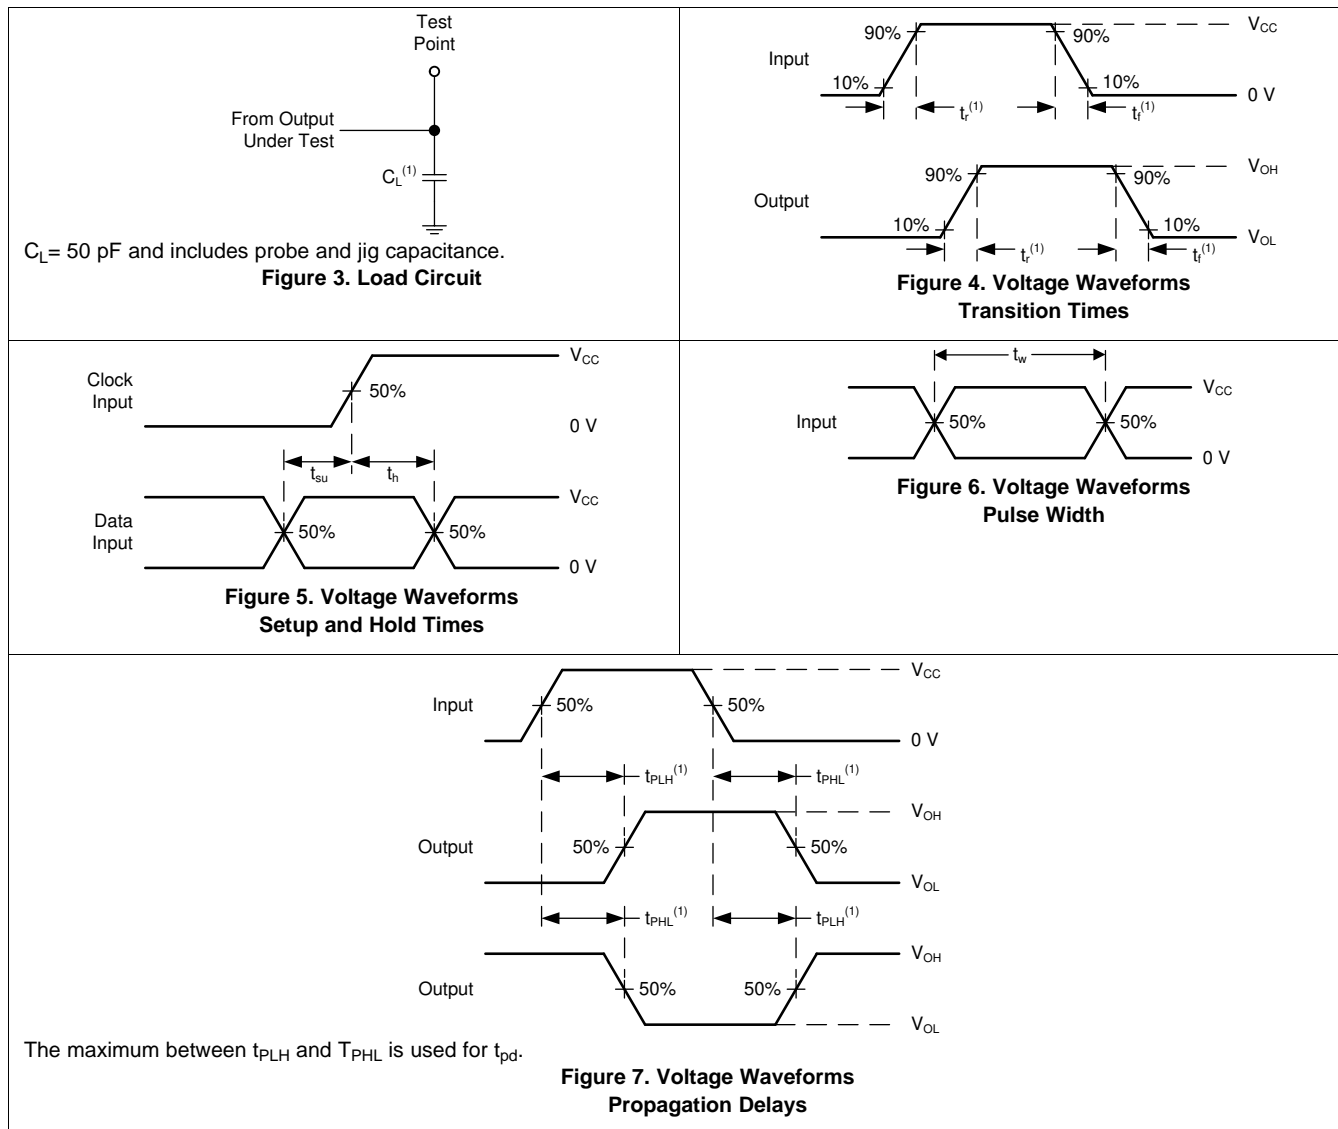 Test
Point
From Output
Under Test
C_L^(1)
C_L= 50 pF and includes probe and jig capacitance.
Figure 3. Load Circuit
V_CC
90%
90%
Input
10%
10%
0 V
t_r^(1)
t_f^(1)
V_OH
90%
90%
Output
10%
10%
V_OL
t_r^(1)
t_f^(1)
Figure 4. Voltage Waveforms
Transition Times
V_CC
Clock
Input
50%
0 V
t_su
t_h
V_CC
Data
Input
50%
50%
0 V
Figure 5. Voltage Waveforms
Setup and Hold Times
t_w
V_CC
Input
50%
50%
0 V
Figure 6. Voltage Waveforms
Pulse Width
V_CC
Input
50%
50%
0 V
t_PLH^(1)
t_PHL^(1)
V_OH
Output
50%
50%
V_OL
t_PHL^(1)
t_PLH^(1)
V_OH
Output
50%
50%
V_OL
The maximum between t_PLH and T_PHL is used for t_pd.
Figure 7. Voltage Waveforms
Propagation Delays